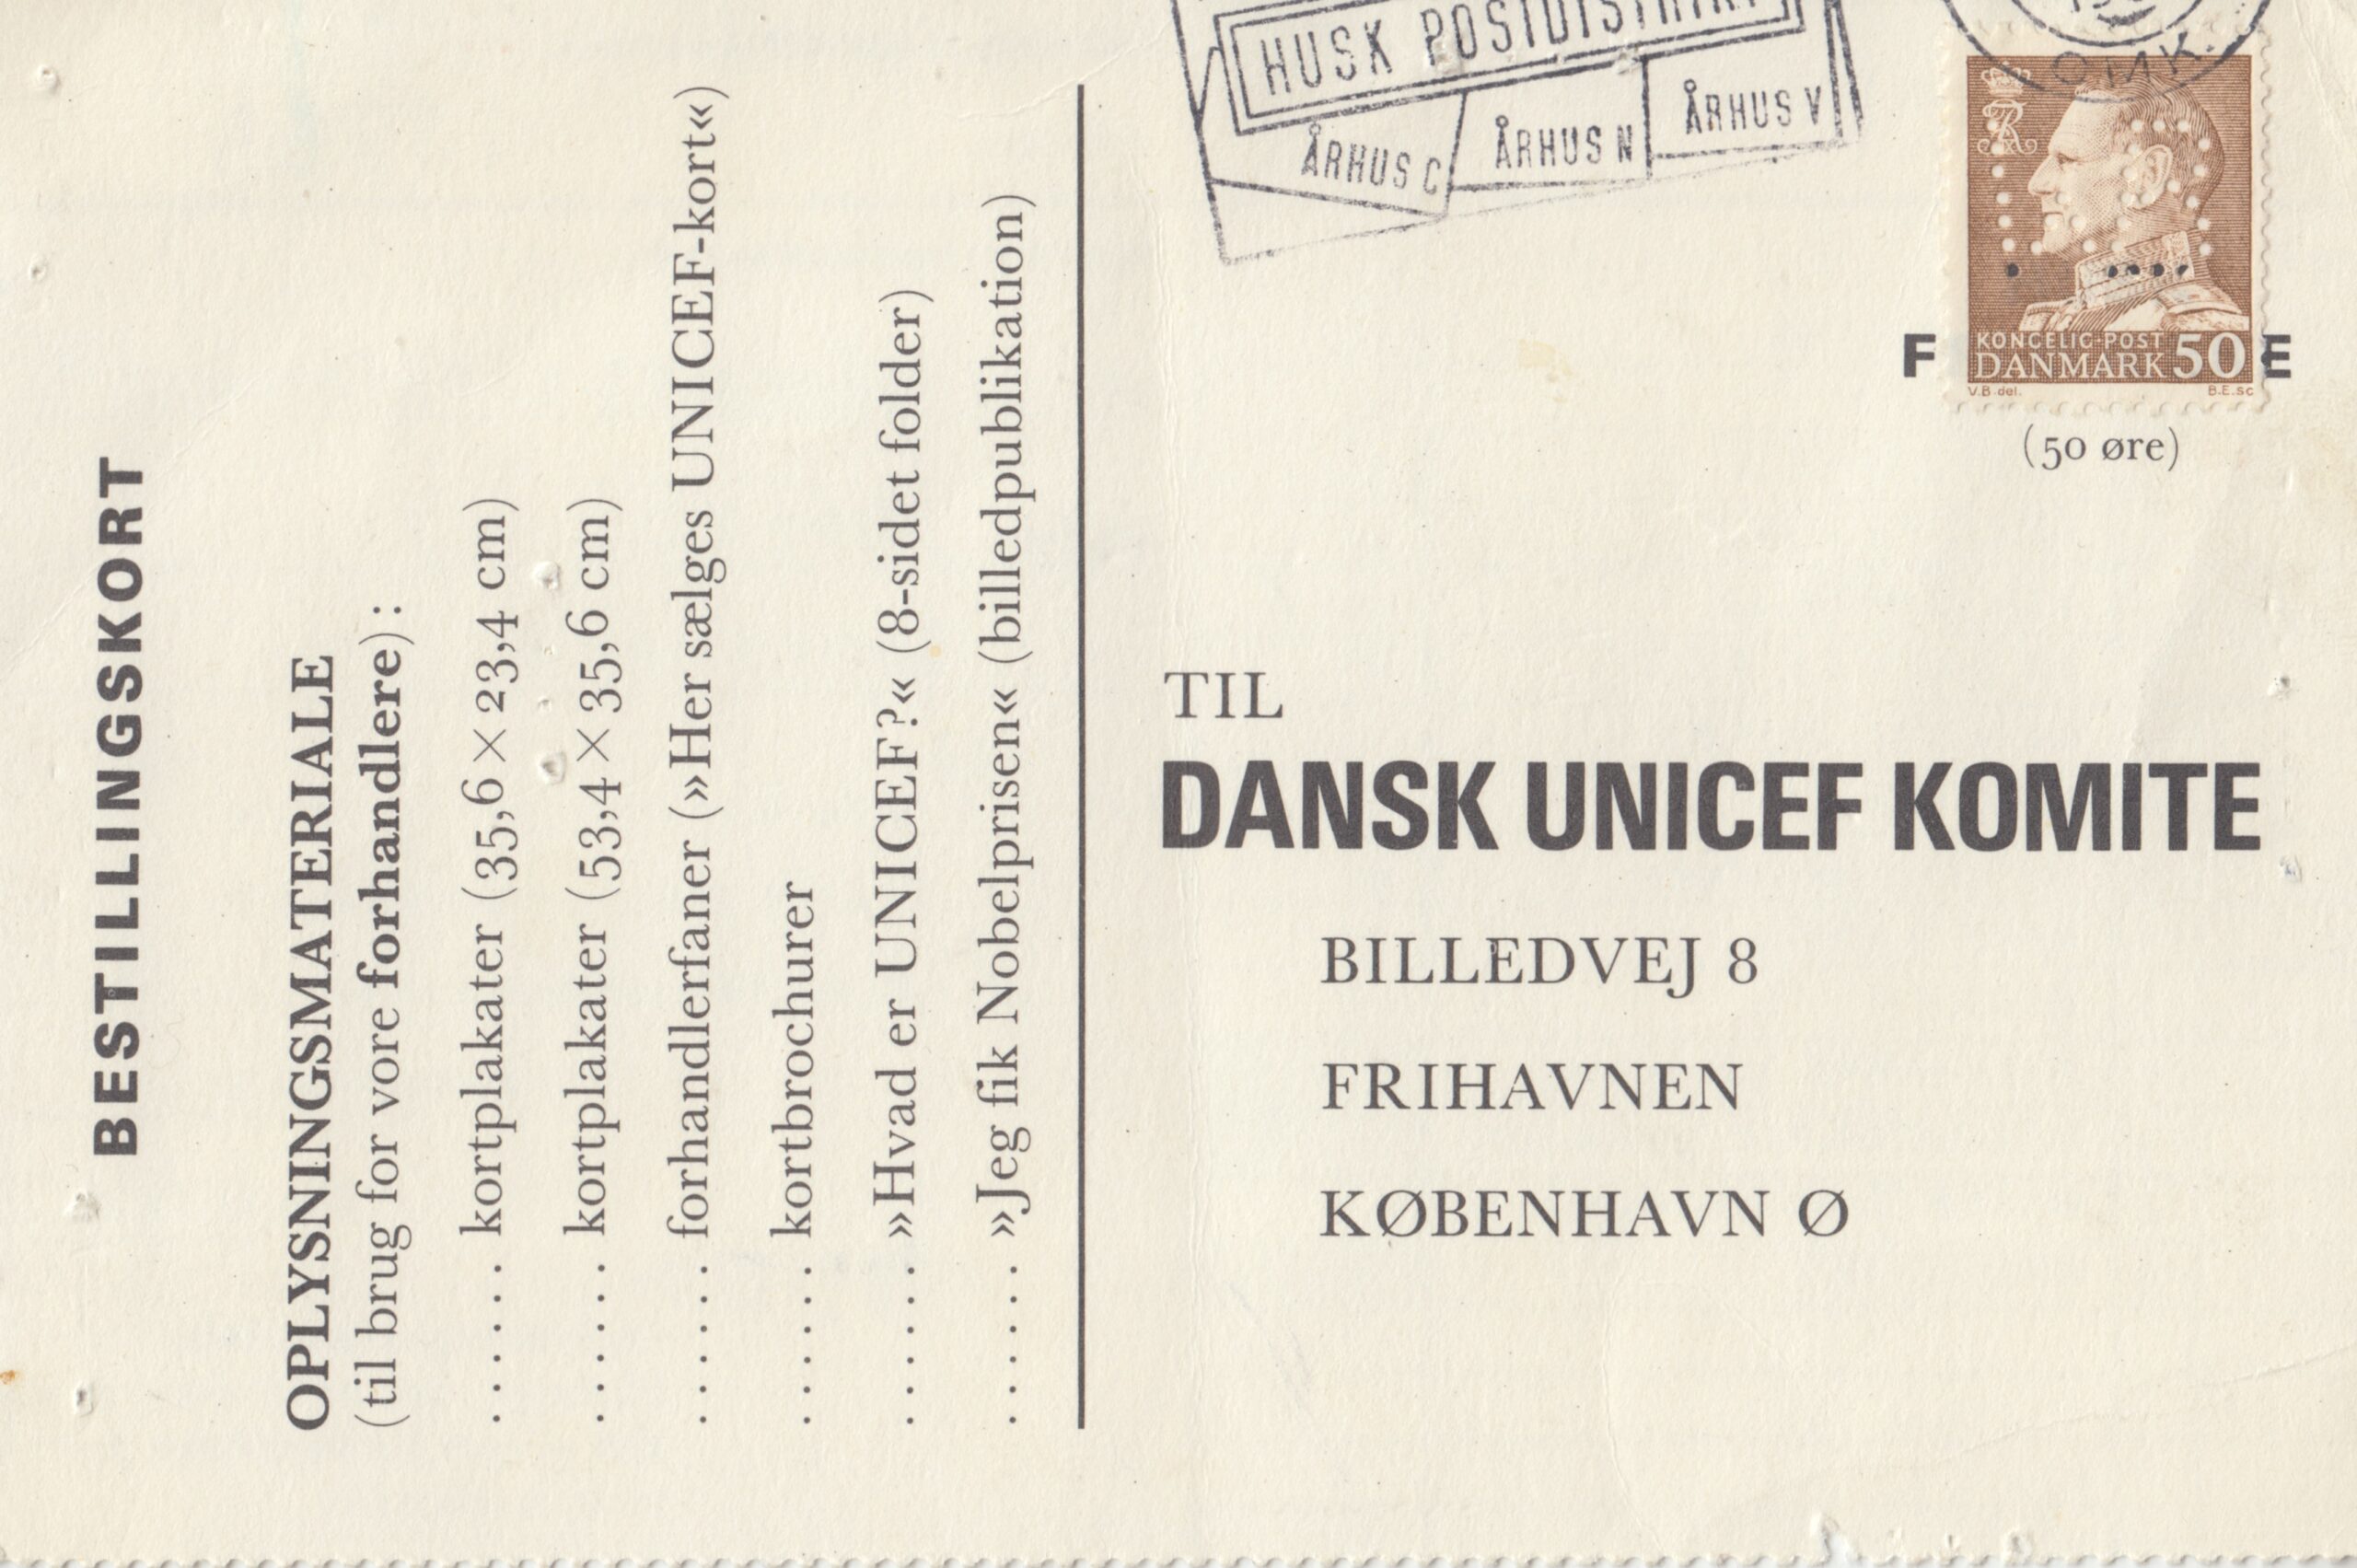 BESTILLINGSKORT
OPLYSNINGSMATERIALE
(til brug for vore forhandlere):
...... kortplakater (35,6 × 23,4 cm)
...... kortplakater (53,4 × 35,6 cm)
...... forhandlerfaner (»Her sælges UNICEF-kort«)
...... kortbrochurer
...... »Hvad er UNICEF?« (8-sidet folder)
...... »Jeg fik Nobelprisen« (billedpublikation)
HUSK POSTDISTRIKT
ÅRHUS C
ÅRHUS N
ÅRHUS V
KONGELIG·POST
DANMARK 50
V.B. del.
B.E. sc
F E
(50 øre)
TIL
DANSK UNICEF KOMITE
BILLEDVEJ 8
FRIHAVNEN
KØBENHAVN Ø